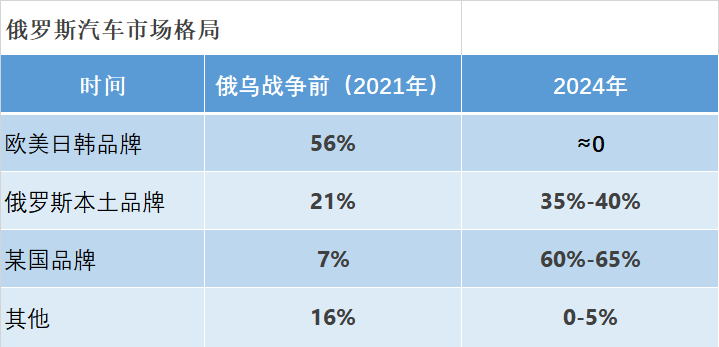 俄罗斯汽车市场格局
时间 俄乌战争前（2021年） 2024年
欧美日韩品牌 56% ≈0
俄罗斯本土品牌 21% 35%-40%
某国品牌 7% 60%-65%
其他 16% 0-5%